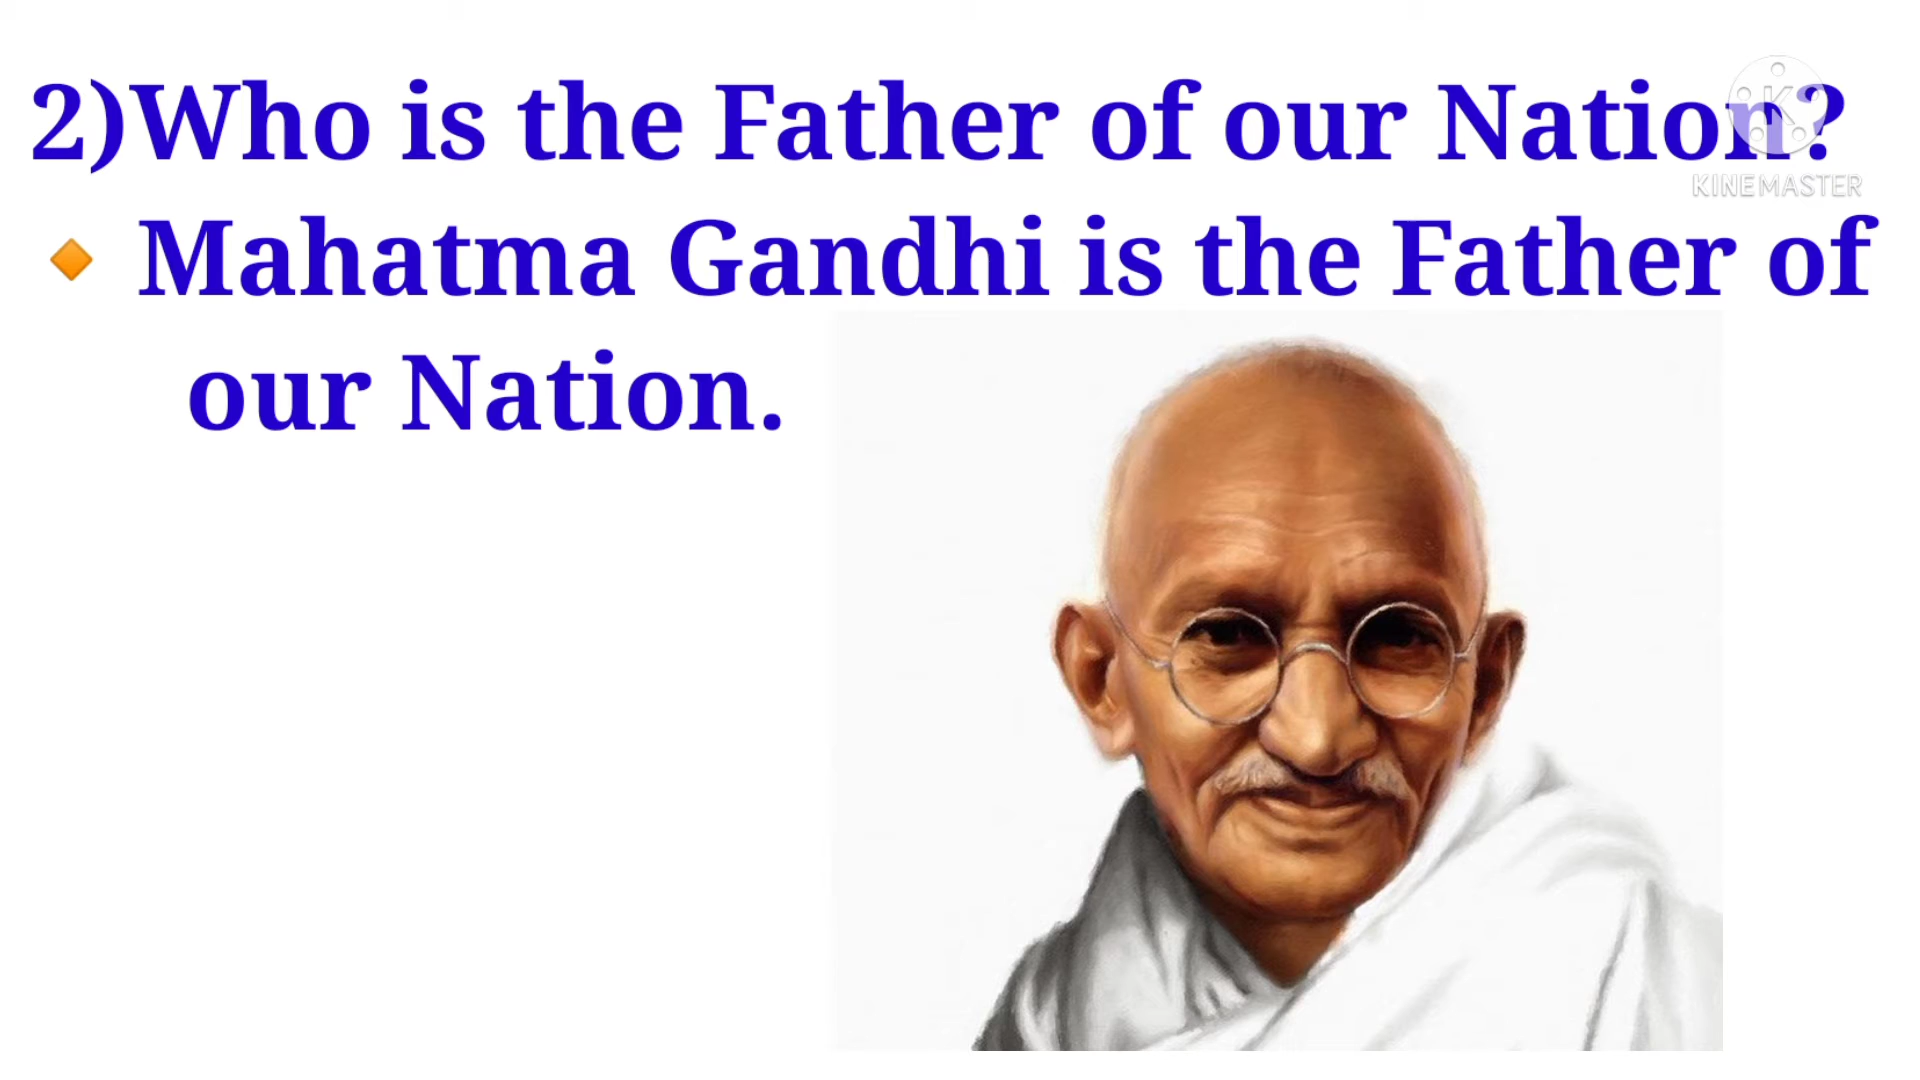 2)Who is the Father of our Nation?
KINEMASTER
🔸 Mahatma Gandhi is the Father of
our Nation.